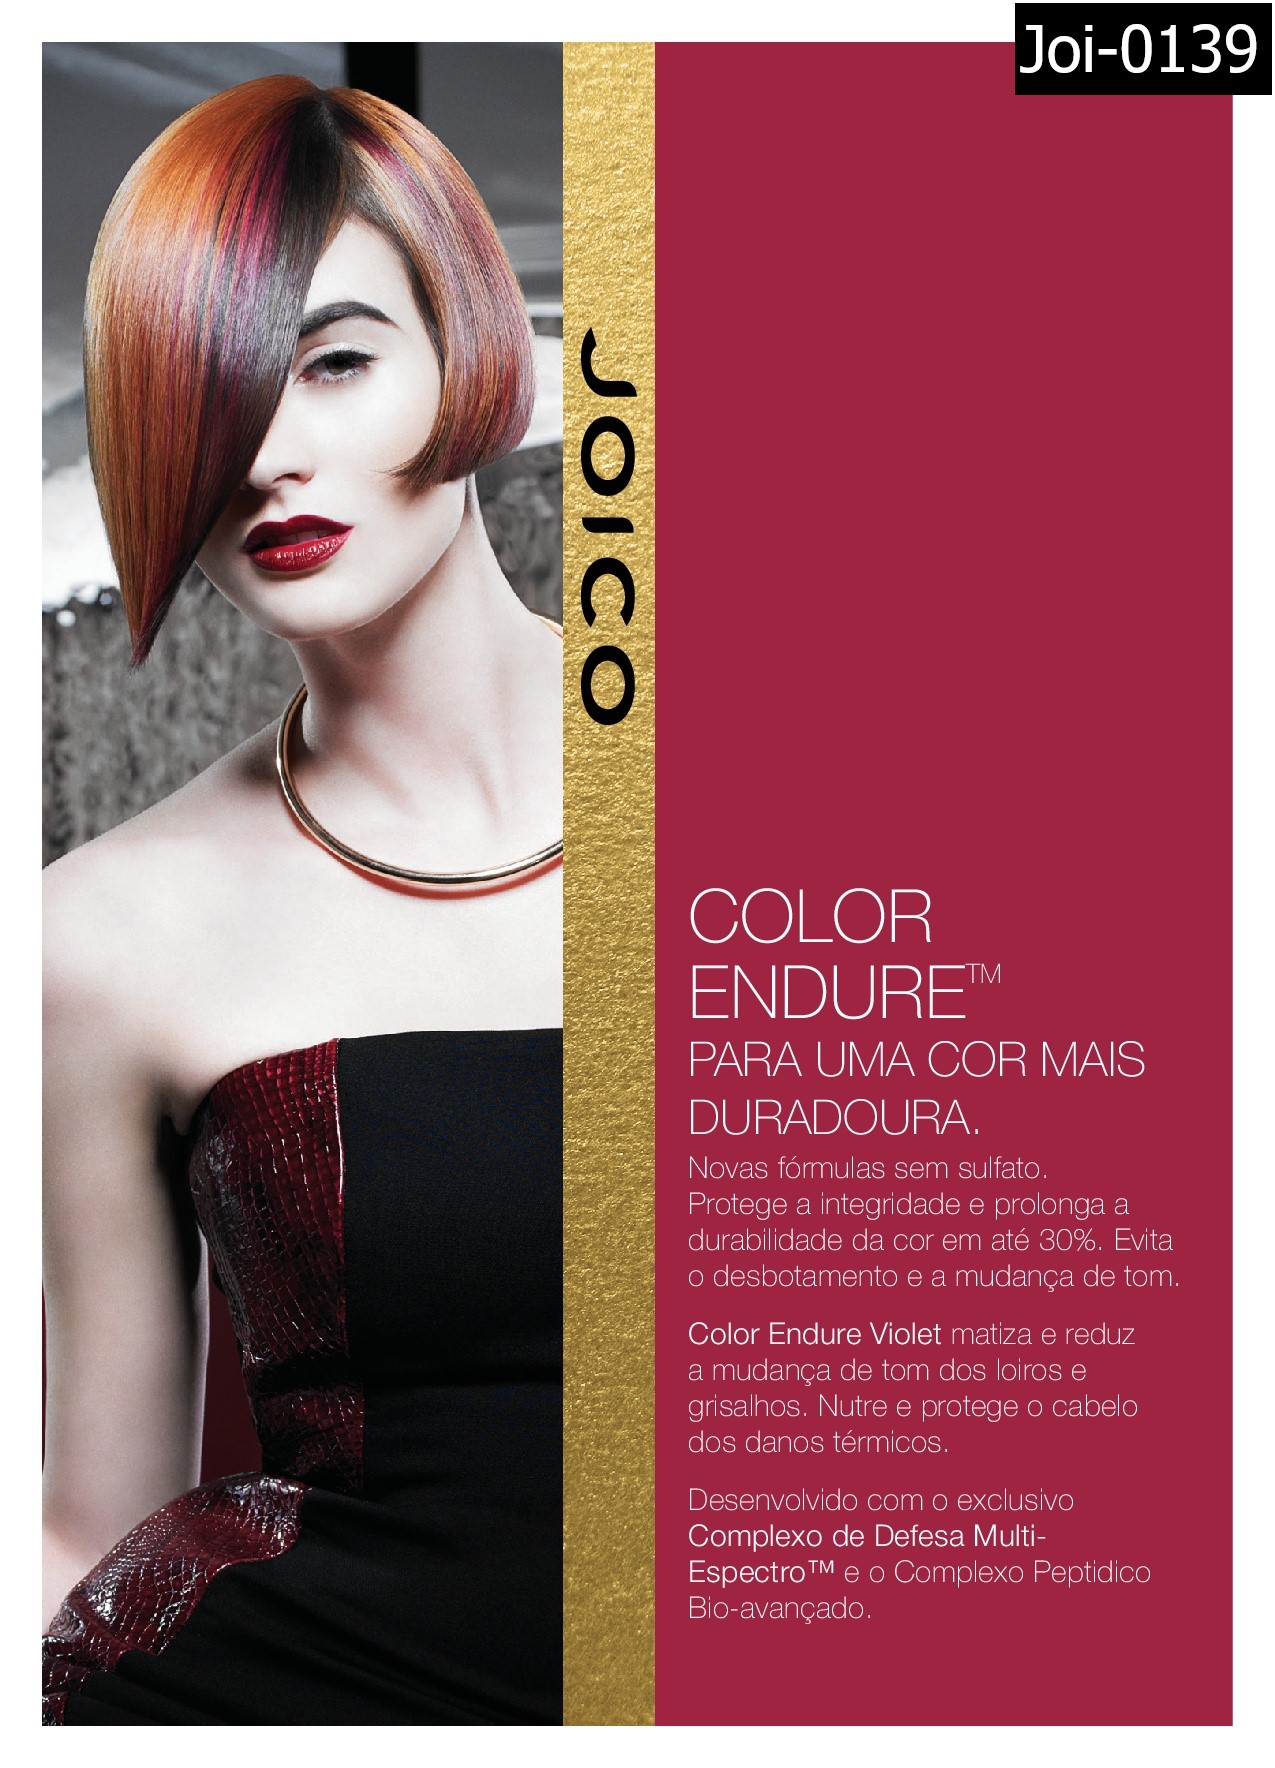 Joi-0139
JOICO
COLOR
ENDURE™
PARA UMA COR MAIS
DURADOURA.
Novas fórmulas sem sulfato.
Protege a integridade e prolonga a
durabilidade da cor em até 30%. Evita
o desbotamento e a mudança de tom.
Color Endure Violet matiza e reduz
a mudança de tom dos loiros e
grisalhos. Nutre e protege o cabelo
dos danos térmicos.
Desenvolvido com o exclusivo
Complexo de Defesa Multi-
Espectro™ e o Complexo Peptidico
Bio-avançado.